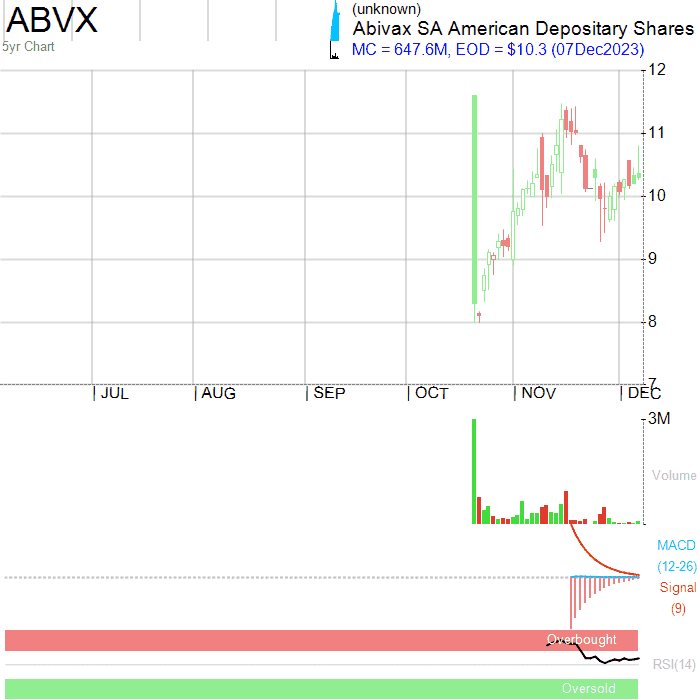 ABVX
(unknown)
Abivax SA American Depositary Shares
5yr Chart
MC = 647.6M, EOD = $10.3 (07Dec2023)
12
11
10
9
8
7
JUL
AUG
SEP
OCT
NOV
DEC
3M
Volume
MACD
(12-26)
Signal
(9)
Overbought
RSI(14)
Oversold